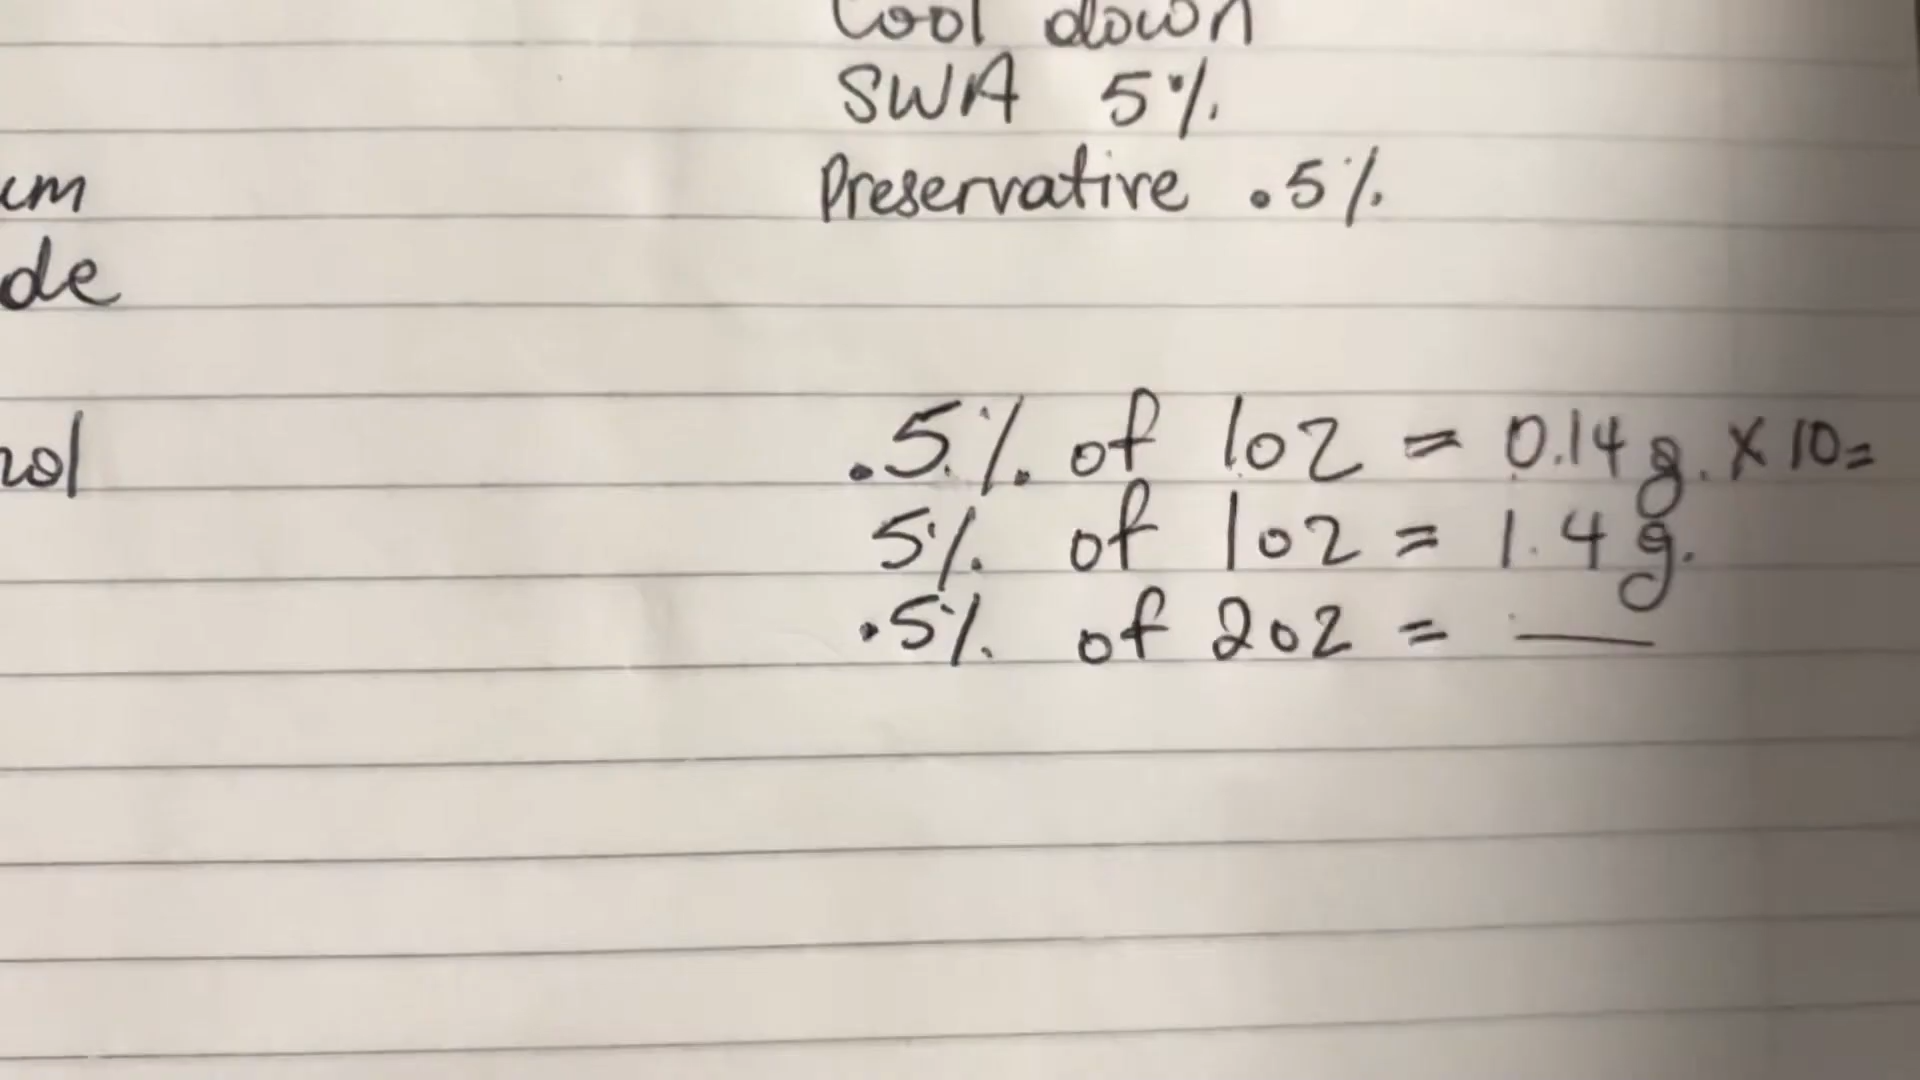 Cool down
SWA 5%.
Preservative .5%.
de
.5%. of 1oz = 0.14g. x 10=
5%. of 1oz = 1.4g.
.5%. of 2oz = __